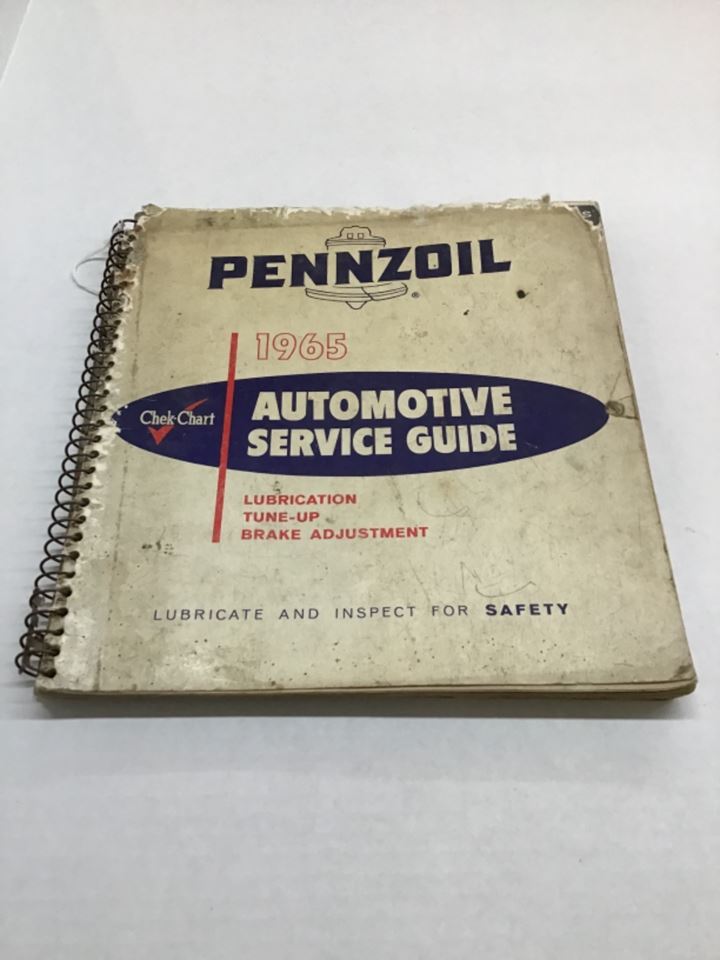 S
PENNZOIL
®
1965
Chek-Chart
AUTOMOTIVE
SERVICE GUIDE
LUBRICATION
TUNE-UP
BRAKE ADJUSTMENT
LUBRICATE AND INSPECT FOR SAFETY